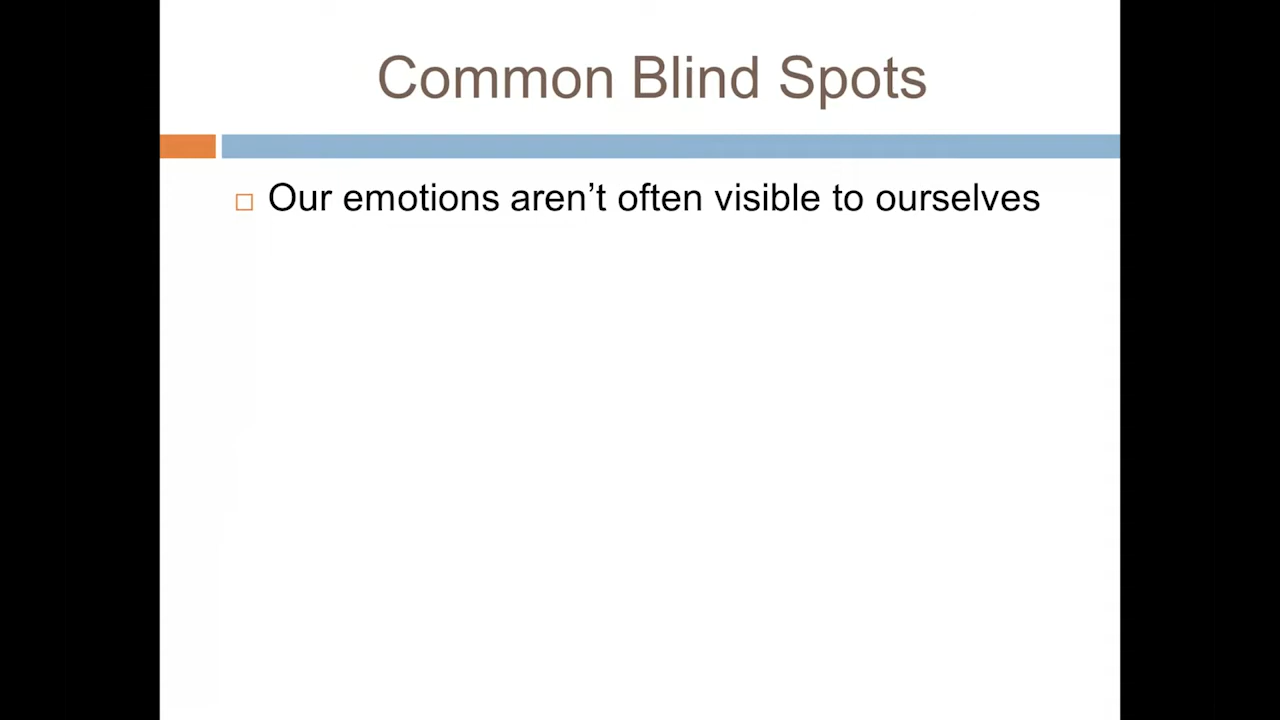 Common Blind Spots
Our emotions aren’t often visible to ourselves